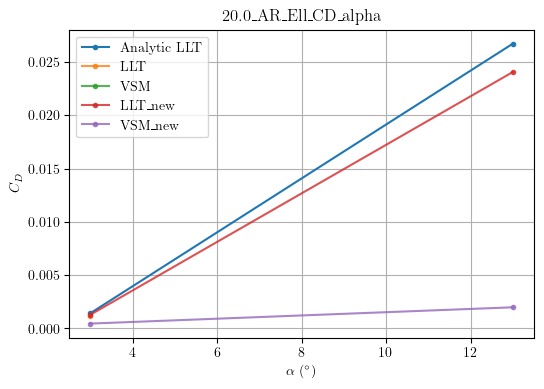 20.0_AR_Ell_CD_alpha
Analytic LLT
LLT
VSM
LLT_new
VSM_new
0.025
0.020
0.015
0.010
0.005
0.000
C_D
4
6
8
10
12
α (°)